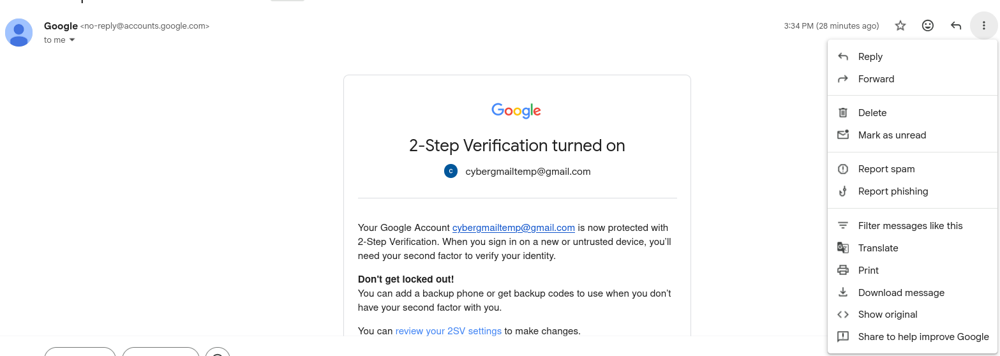 Google <no-reply@accounts.google.com>
3:34 PM (28 minutes ago)
to me
Google
2-Step Verification turned on
c cybergmailtemp@gmail.com
Your Google Account cybergmailtemp@gmail.com is now protected with
2-Step Verification. When you sign in on a new or untrusted device, you'll
need your second factor to verify your identity.
Don't get locked out!
You can add a backup phone or get backup codes to use when you don't
have your second factor with you.
You can review your 2SV settings to make changes.
Reply
Forward
Delete
Mark as unread
Report spam
Report phishing
Filter messages like this
Translate
Print
Download message
Show original
Share to help improve Google